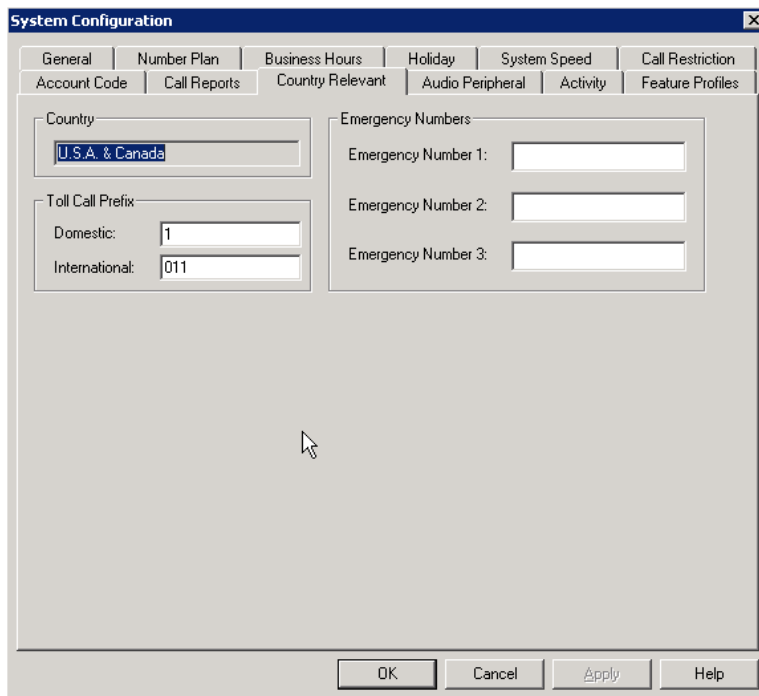 System Configuration
General Number Plan Business Hours Holiday System Speed Call Restriction
Account Code Call Reports Country Relevant Audio Peripheral Activity Feature Profiles
Country
U.S.A. & Canada
Toll Call Prefix
Domestic: 1
International: 011
Emergency Numbers
Emergency Number 1:
Emergency Number 2:
Emergency Number 3:
OK Cancel Apply Help